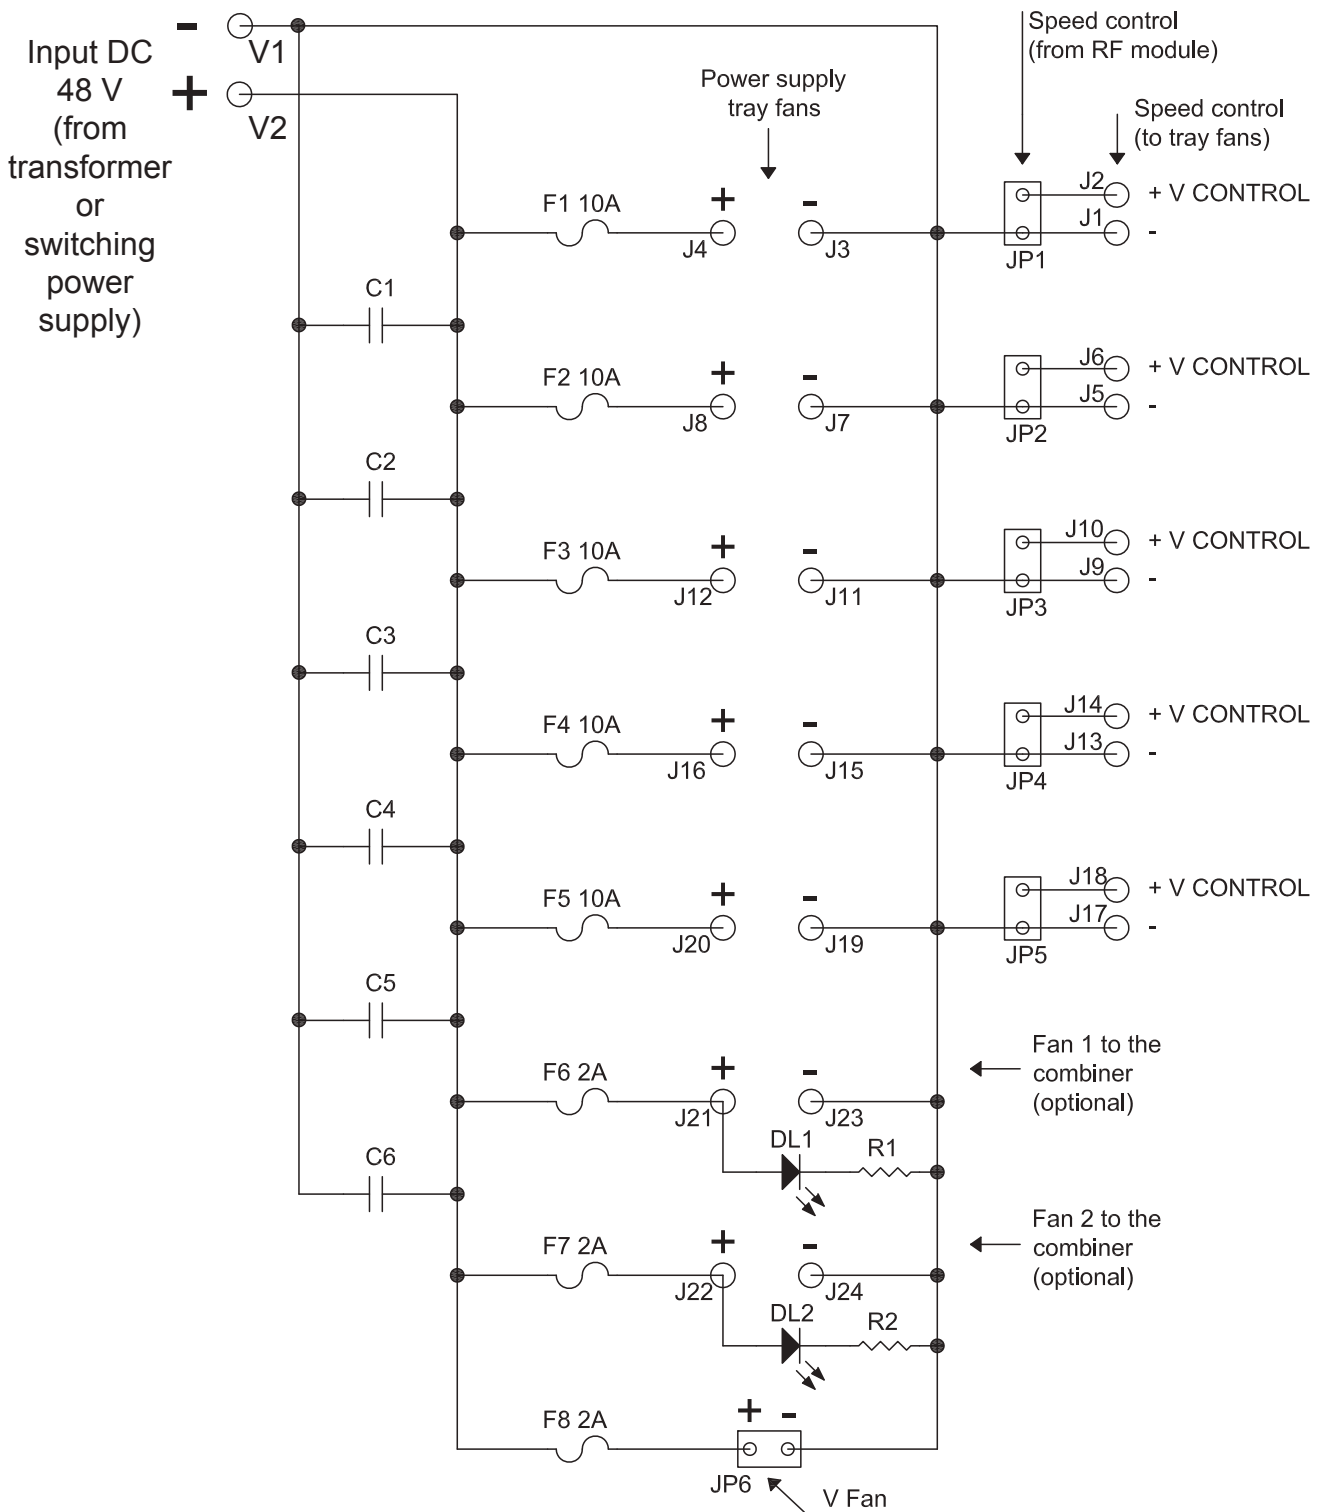 -
V1
Input DC
48 V
(from
transformer
or
switching
power
supply)
+
V2
Speed control
(from RF module)
Power supply
tray fans
Speed control
(to tray fans)
F1 10A
+
J4
-
J3
JP1
J2
+ V CONTROL
J1
-
C1
F2 10A
+
J8
-
J7
JP2
J6
+ V CONTROL
J5
-
C2
F3 10A
+
J12
-
J11
JP3
J10
+ V CONTROL
J9
-
C3
F4 10A
+
J16
-
J15
JP4
J14
+ V CONTROL
J13
-
C4
F5 10A
+
J20
-
J19
JP5
J18
+ V CONTROL
J17
-
C5
F6 2A
+
J21
-
J23
Fan 1 to the
combiner
(optional)
DL1
R1
C6
F7 2A
+
J22
-
J24
Fan 2 to the
combiner
(optional)
DL2
R2
F8 2A
+ -
JP6
V Fan